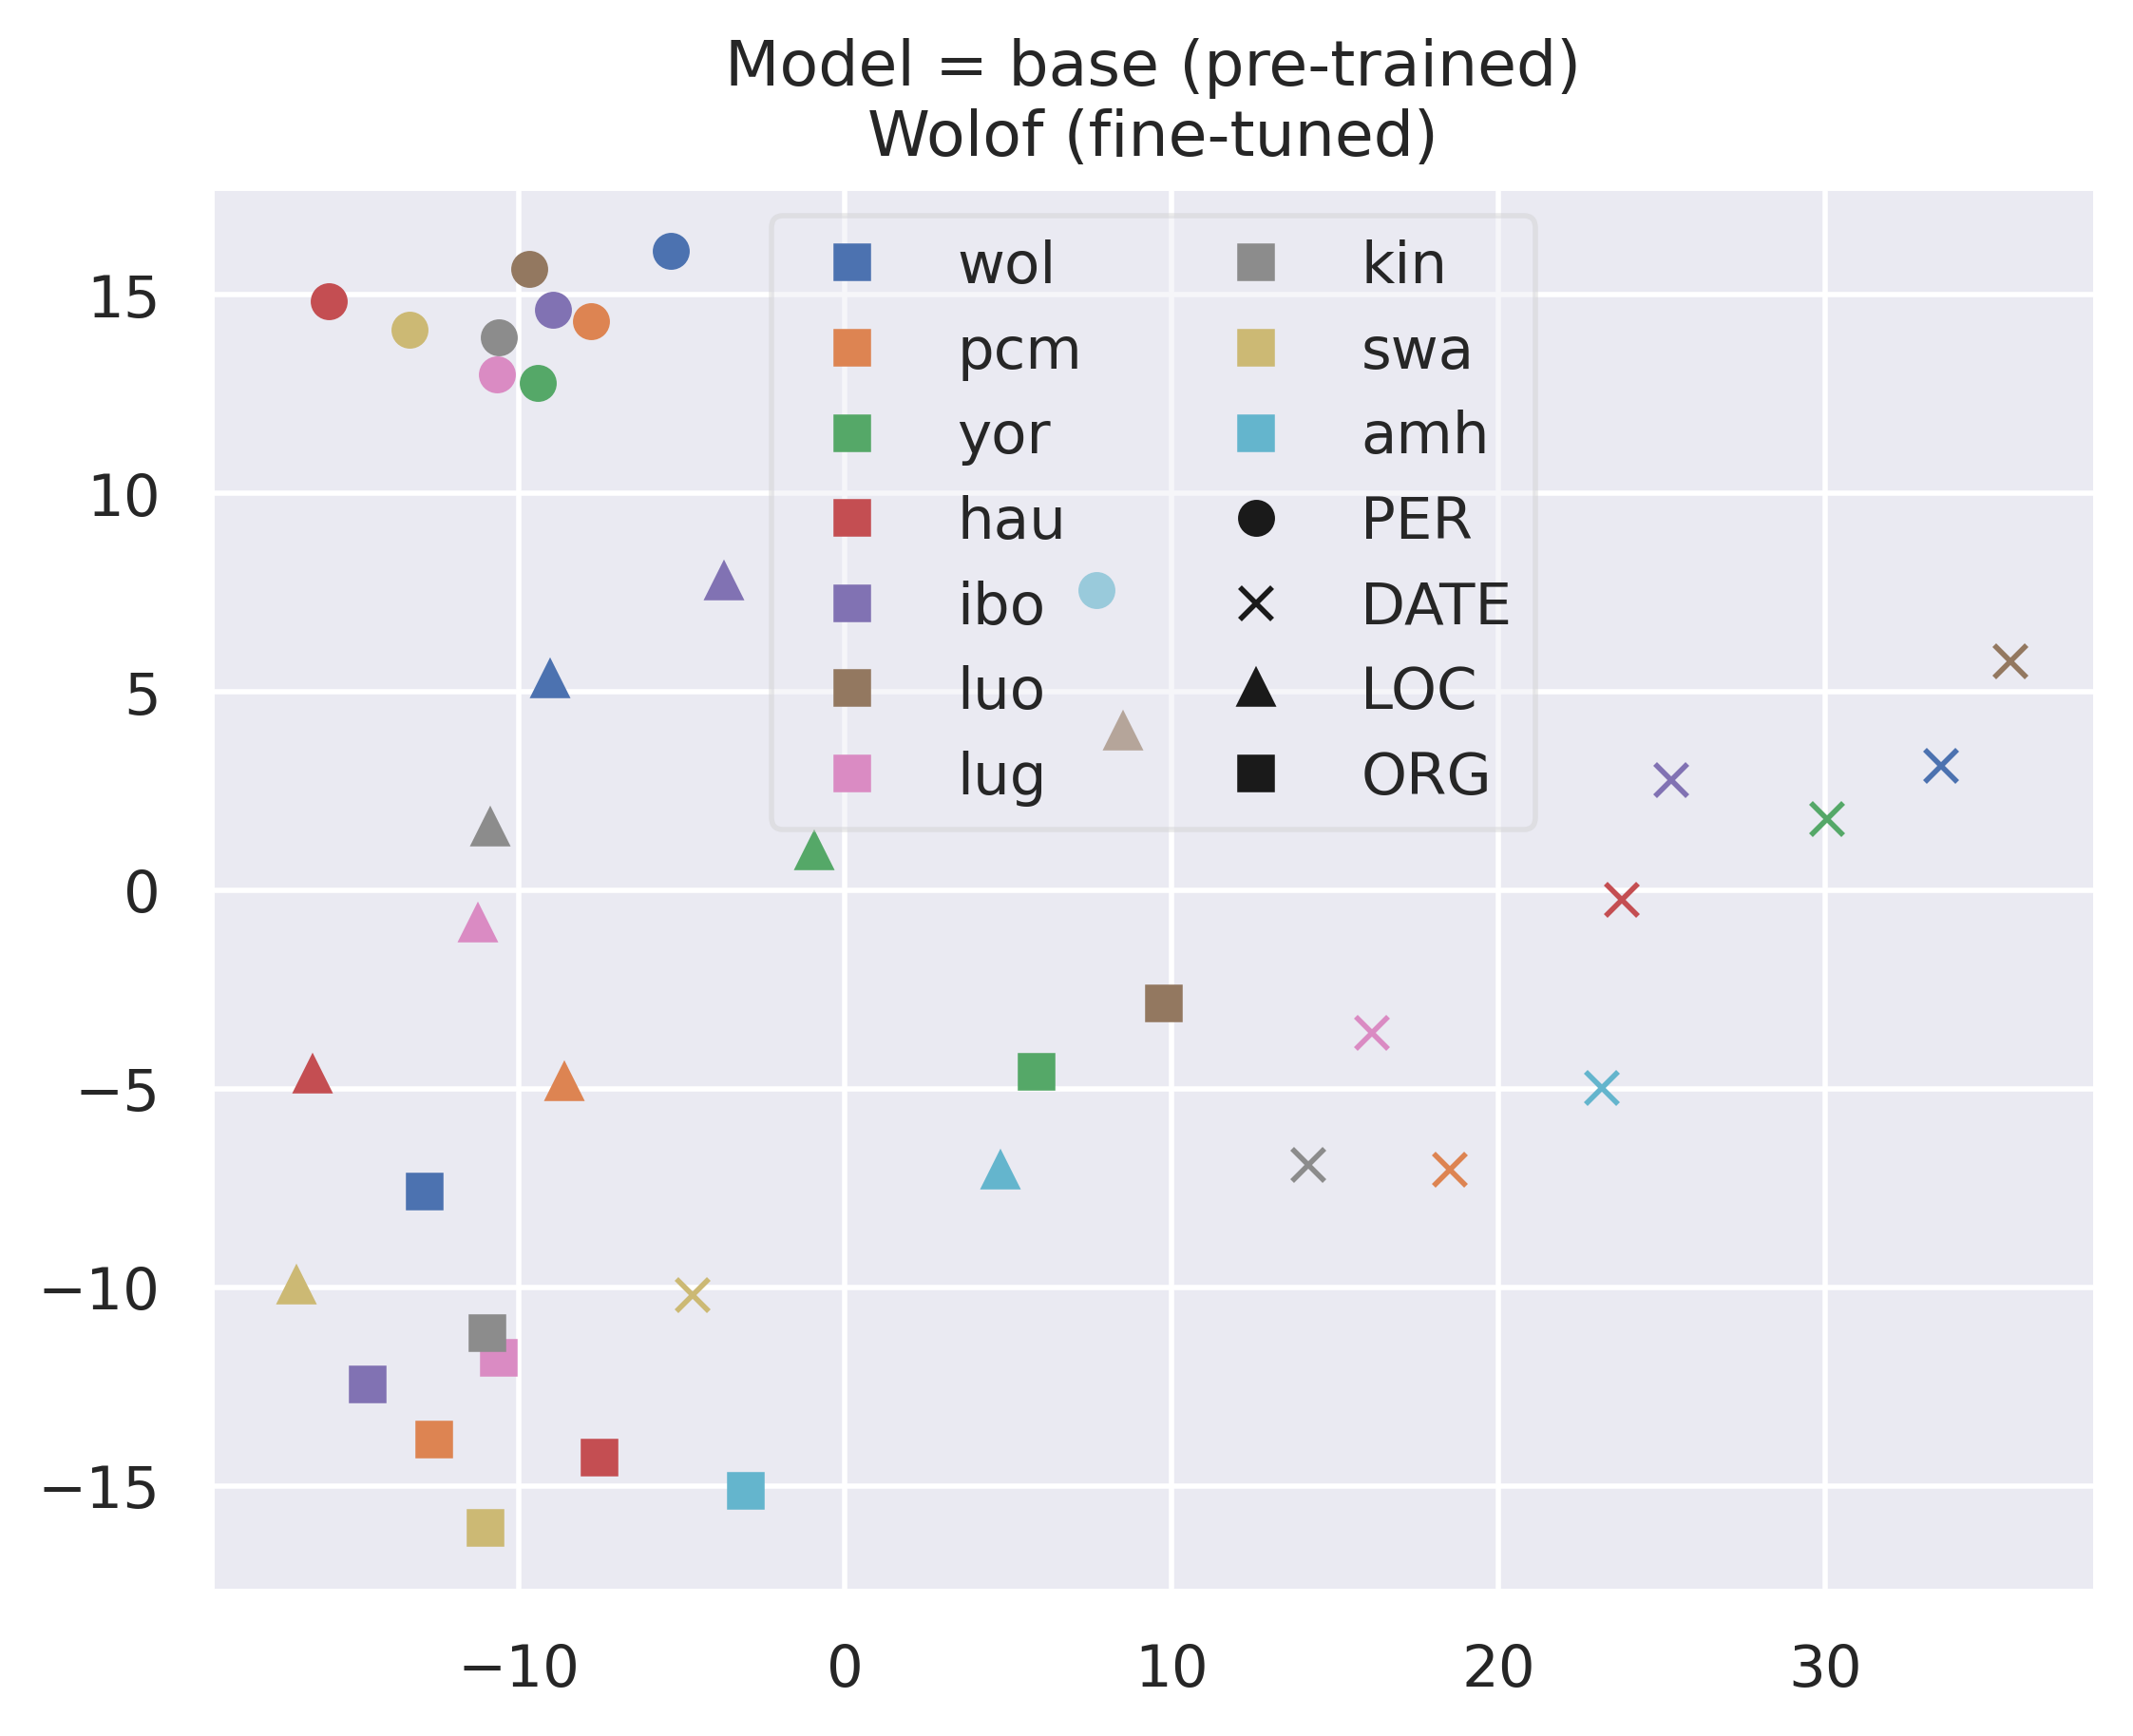 Model = base (pre-trained)
Wolof (fine-tuned)
wol
pcm
yor
hau
ibo
luo
lug
kin
swa
amh
PER
DATE
LOC
ORG
15
10
5
0
−5
−10
−15
−10 0 10 20 30